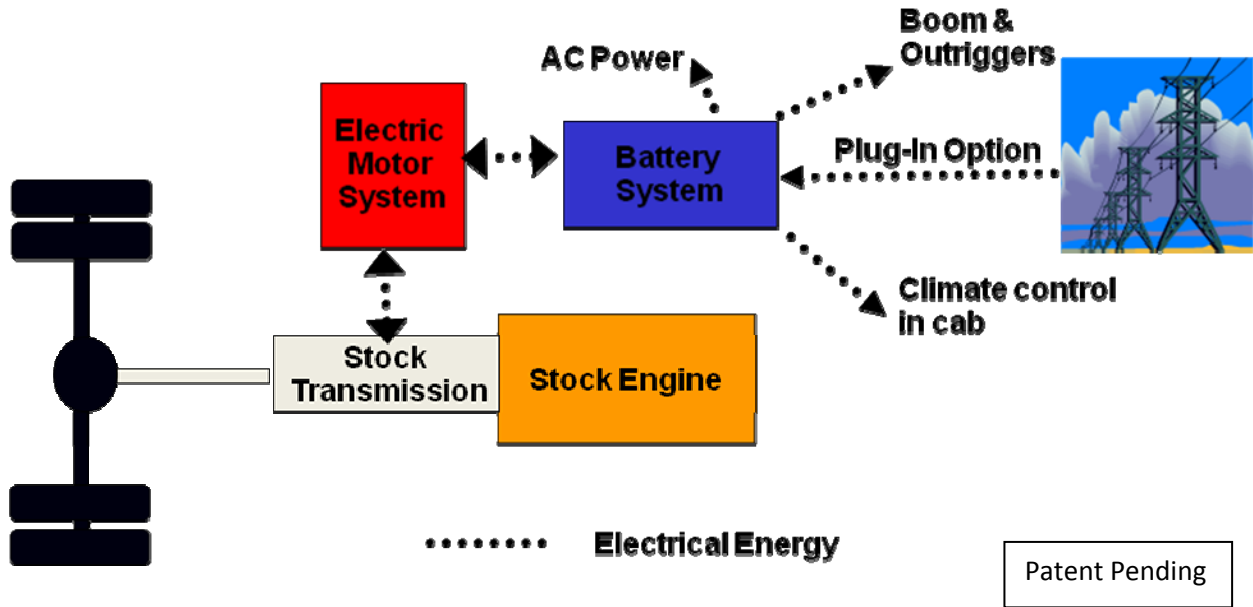 AC Power
Boom &
Outriggers
Electric
Motor
System
Battery
System
Plug-In Option
Climate control
in cab
Stock
Transmission
Stock Engine
Electrical Energy
Patent Pending